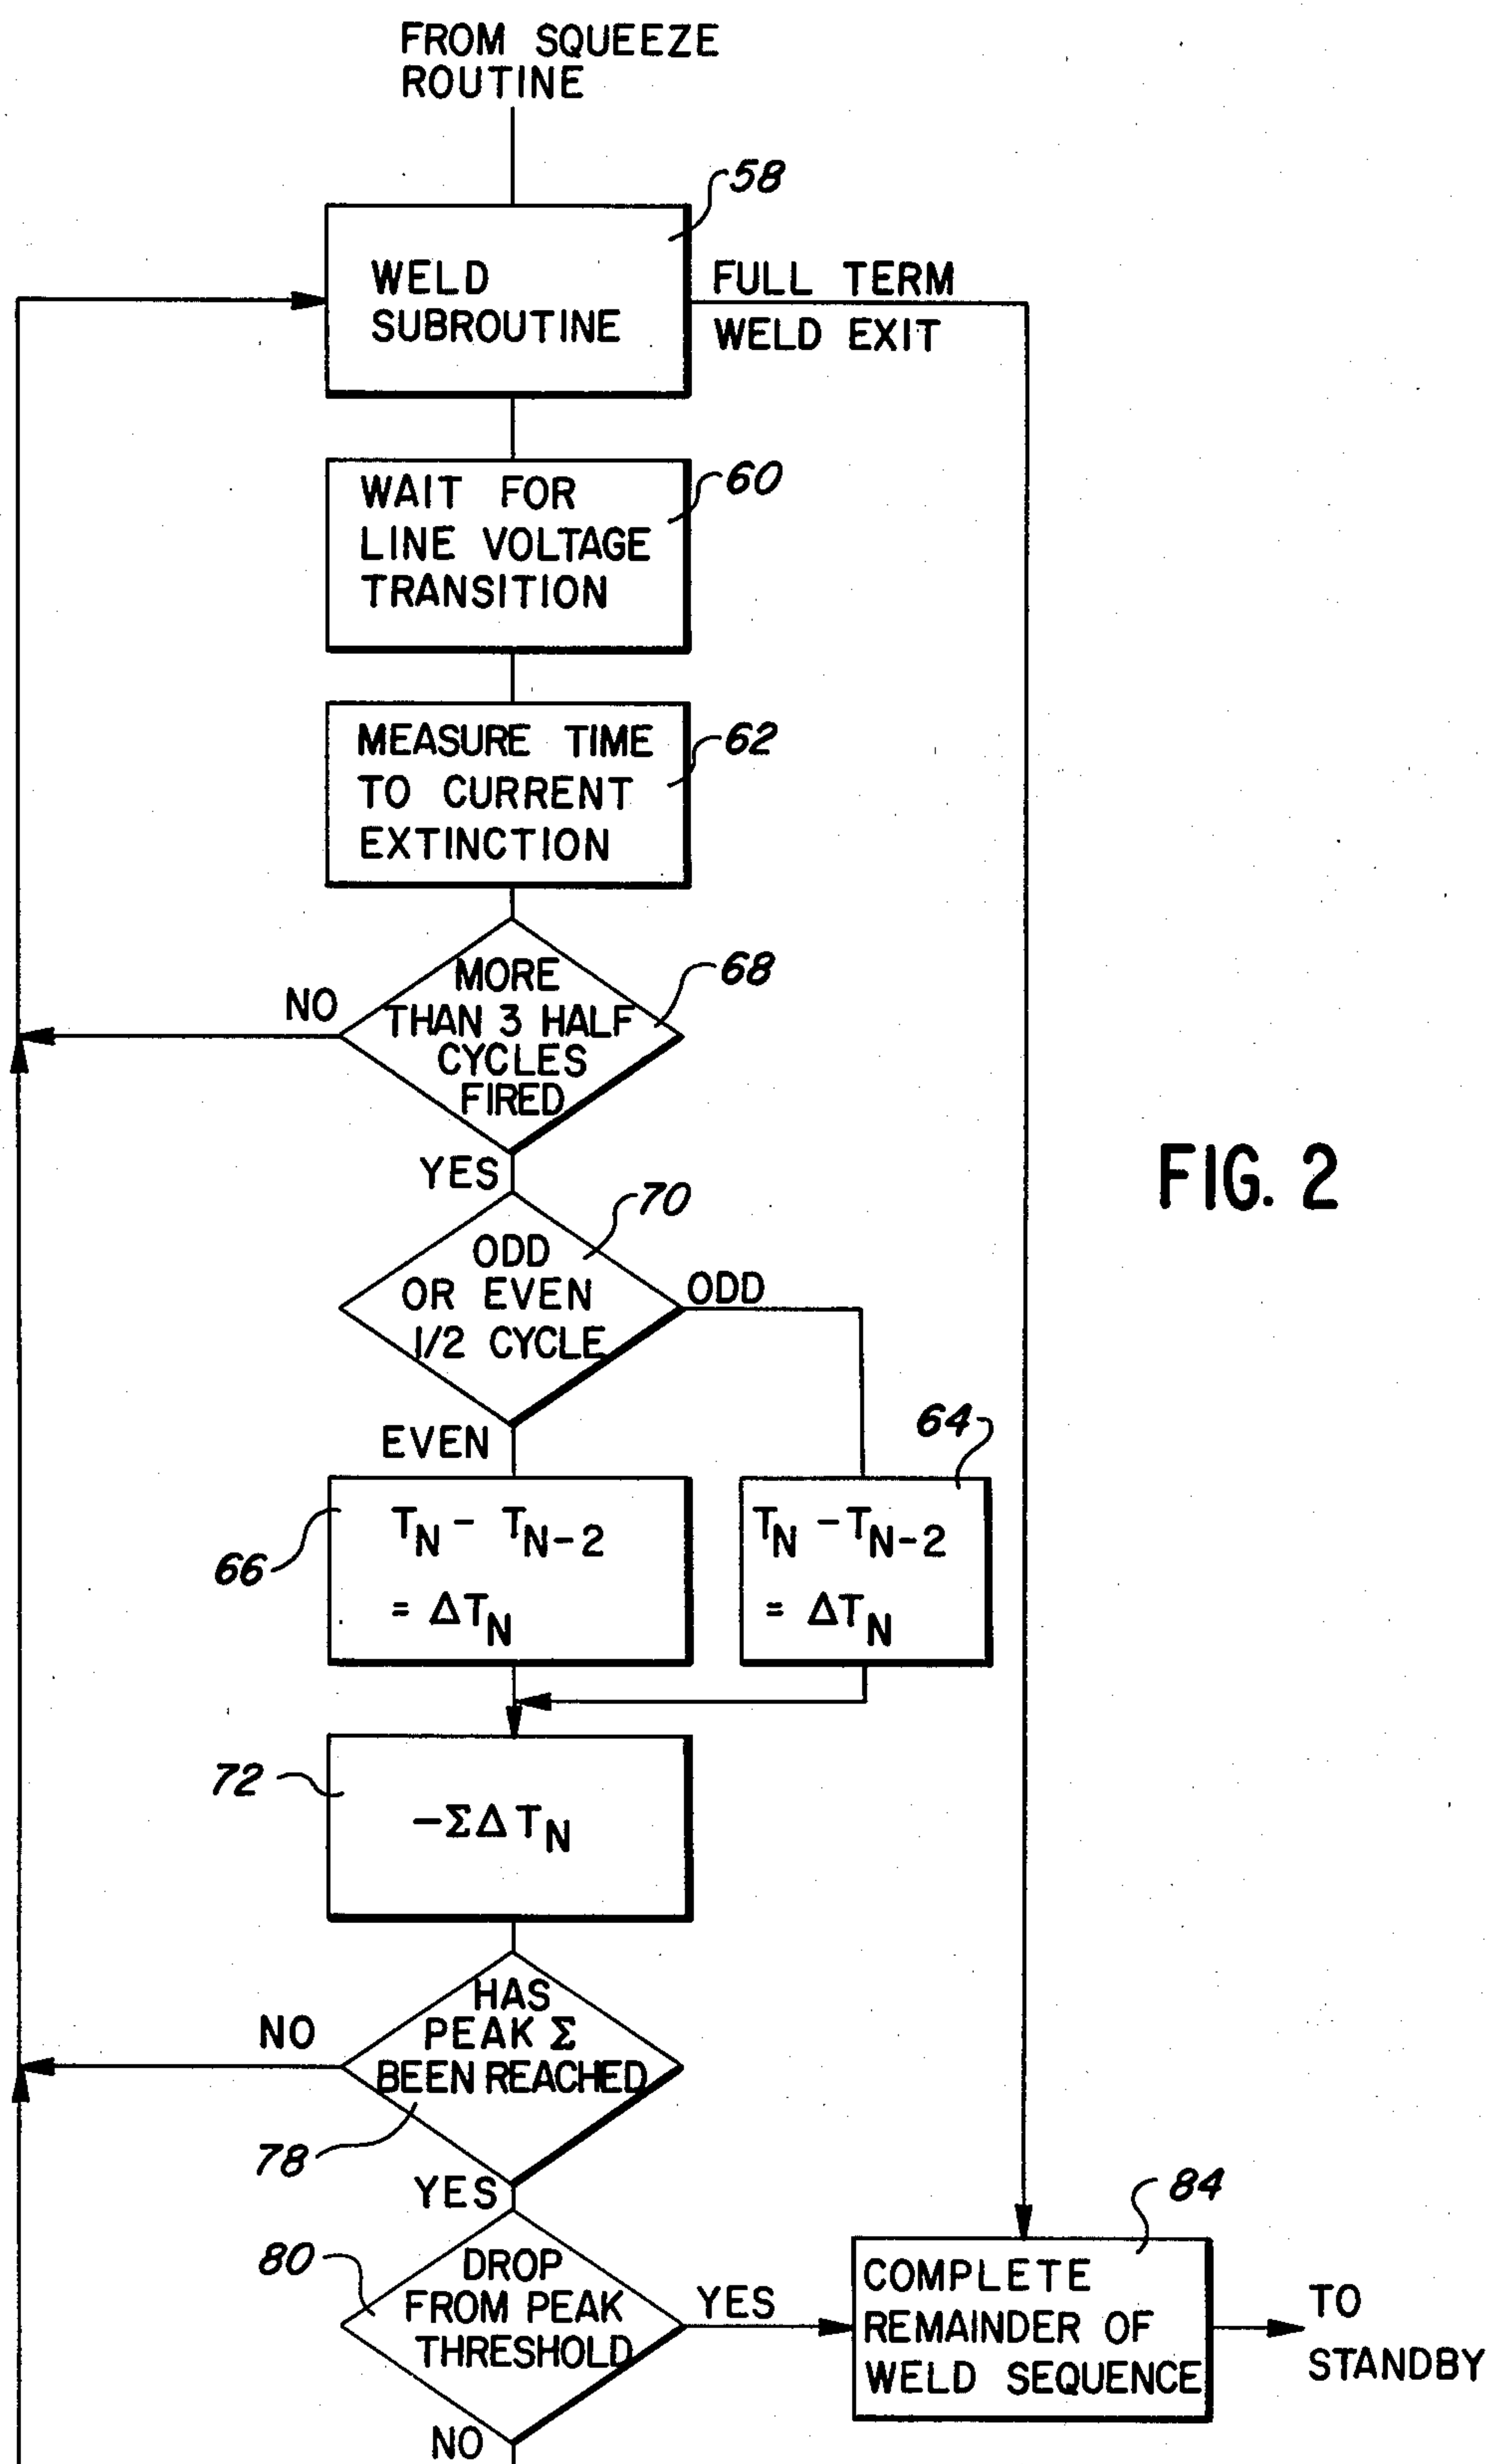 FROM SQUEEZE
ROUTINE
58
WELD
SUBROUTINE
FULL TERM
WELD EXIT
60
WAIT FOR
LINE VOLTAGE
TRANSITION
62
MEASURE TIME
TO CURRENT
EXTINCTION
68
MORE
THAN 3 HALF
CYCLES
FIRED
NO
YES
FIG. 2
70
ODD
OR EVEN
1/2 CYCLE
ODD
EVEN
64
66
T_N - T_{N-2}
= ΔT_N
T_N - T_{N-2}
= ΔT_N
72
-ΣΔT_N
HAS
PEAK Σ
BEEN REACHED
NO
78
YES
84
80
DROP
FROM PEAK
THRESHOLD
YES
COMPLETE
REMAINDER OF
WELD SEQUENCE
TO
STANDBY
NO